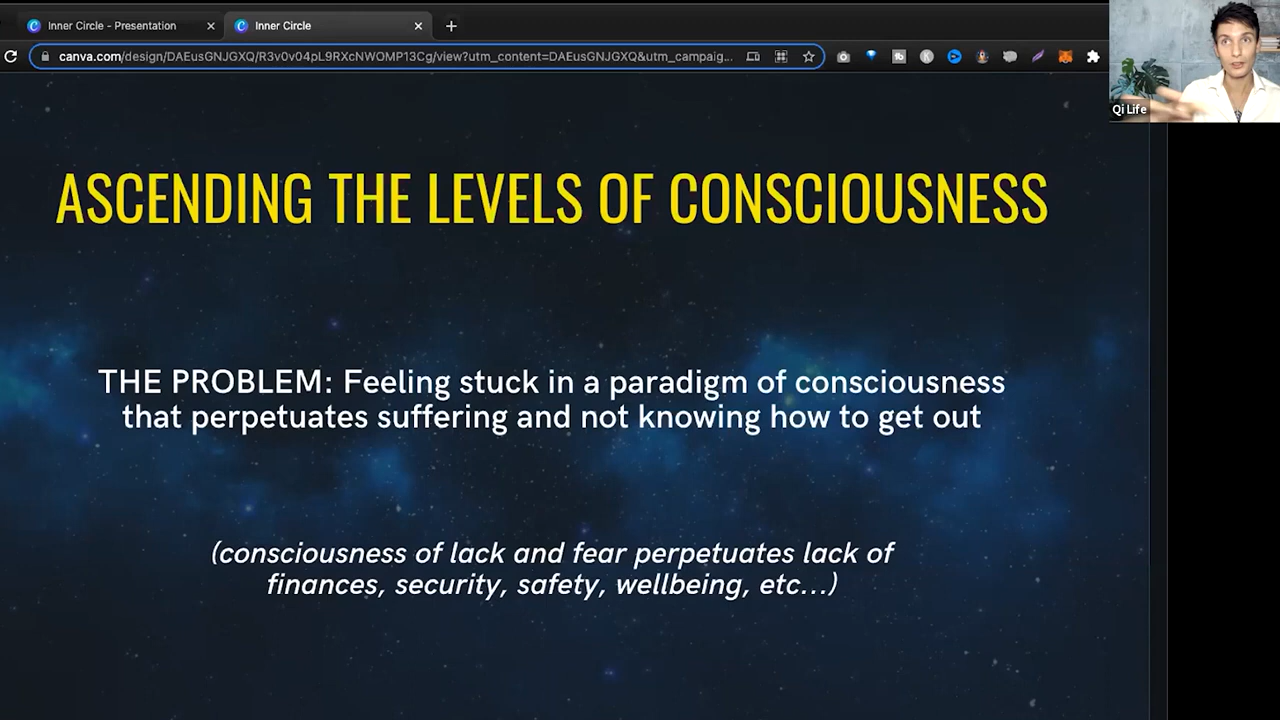 Inner Circle - Presentation
Inner Circle
canva.com/design/DAEusGNJGXQ/R3v0v04pL9RXcNWOMP13Cg/view?utm_content=DAEusGNJGXQ&utm_campaig...
Qi Life
ASCENDING THE LEVELS OF CONSCIOUSNESS
THE PROBLEM: Feeling stuck in a paradigm of consciousness
that perpetuates suffering and not knowing how to get out
(consciousness of lack and fear perpetuates lack of
finances, security, safety, wellbeing, etc...)